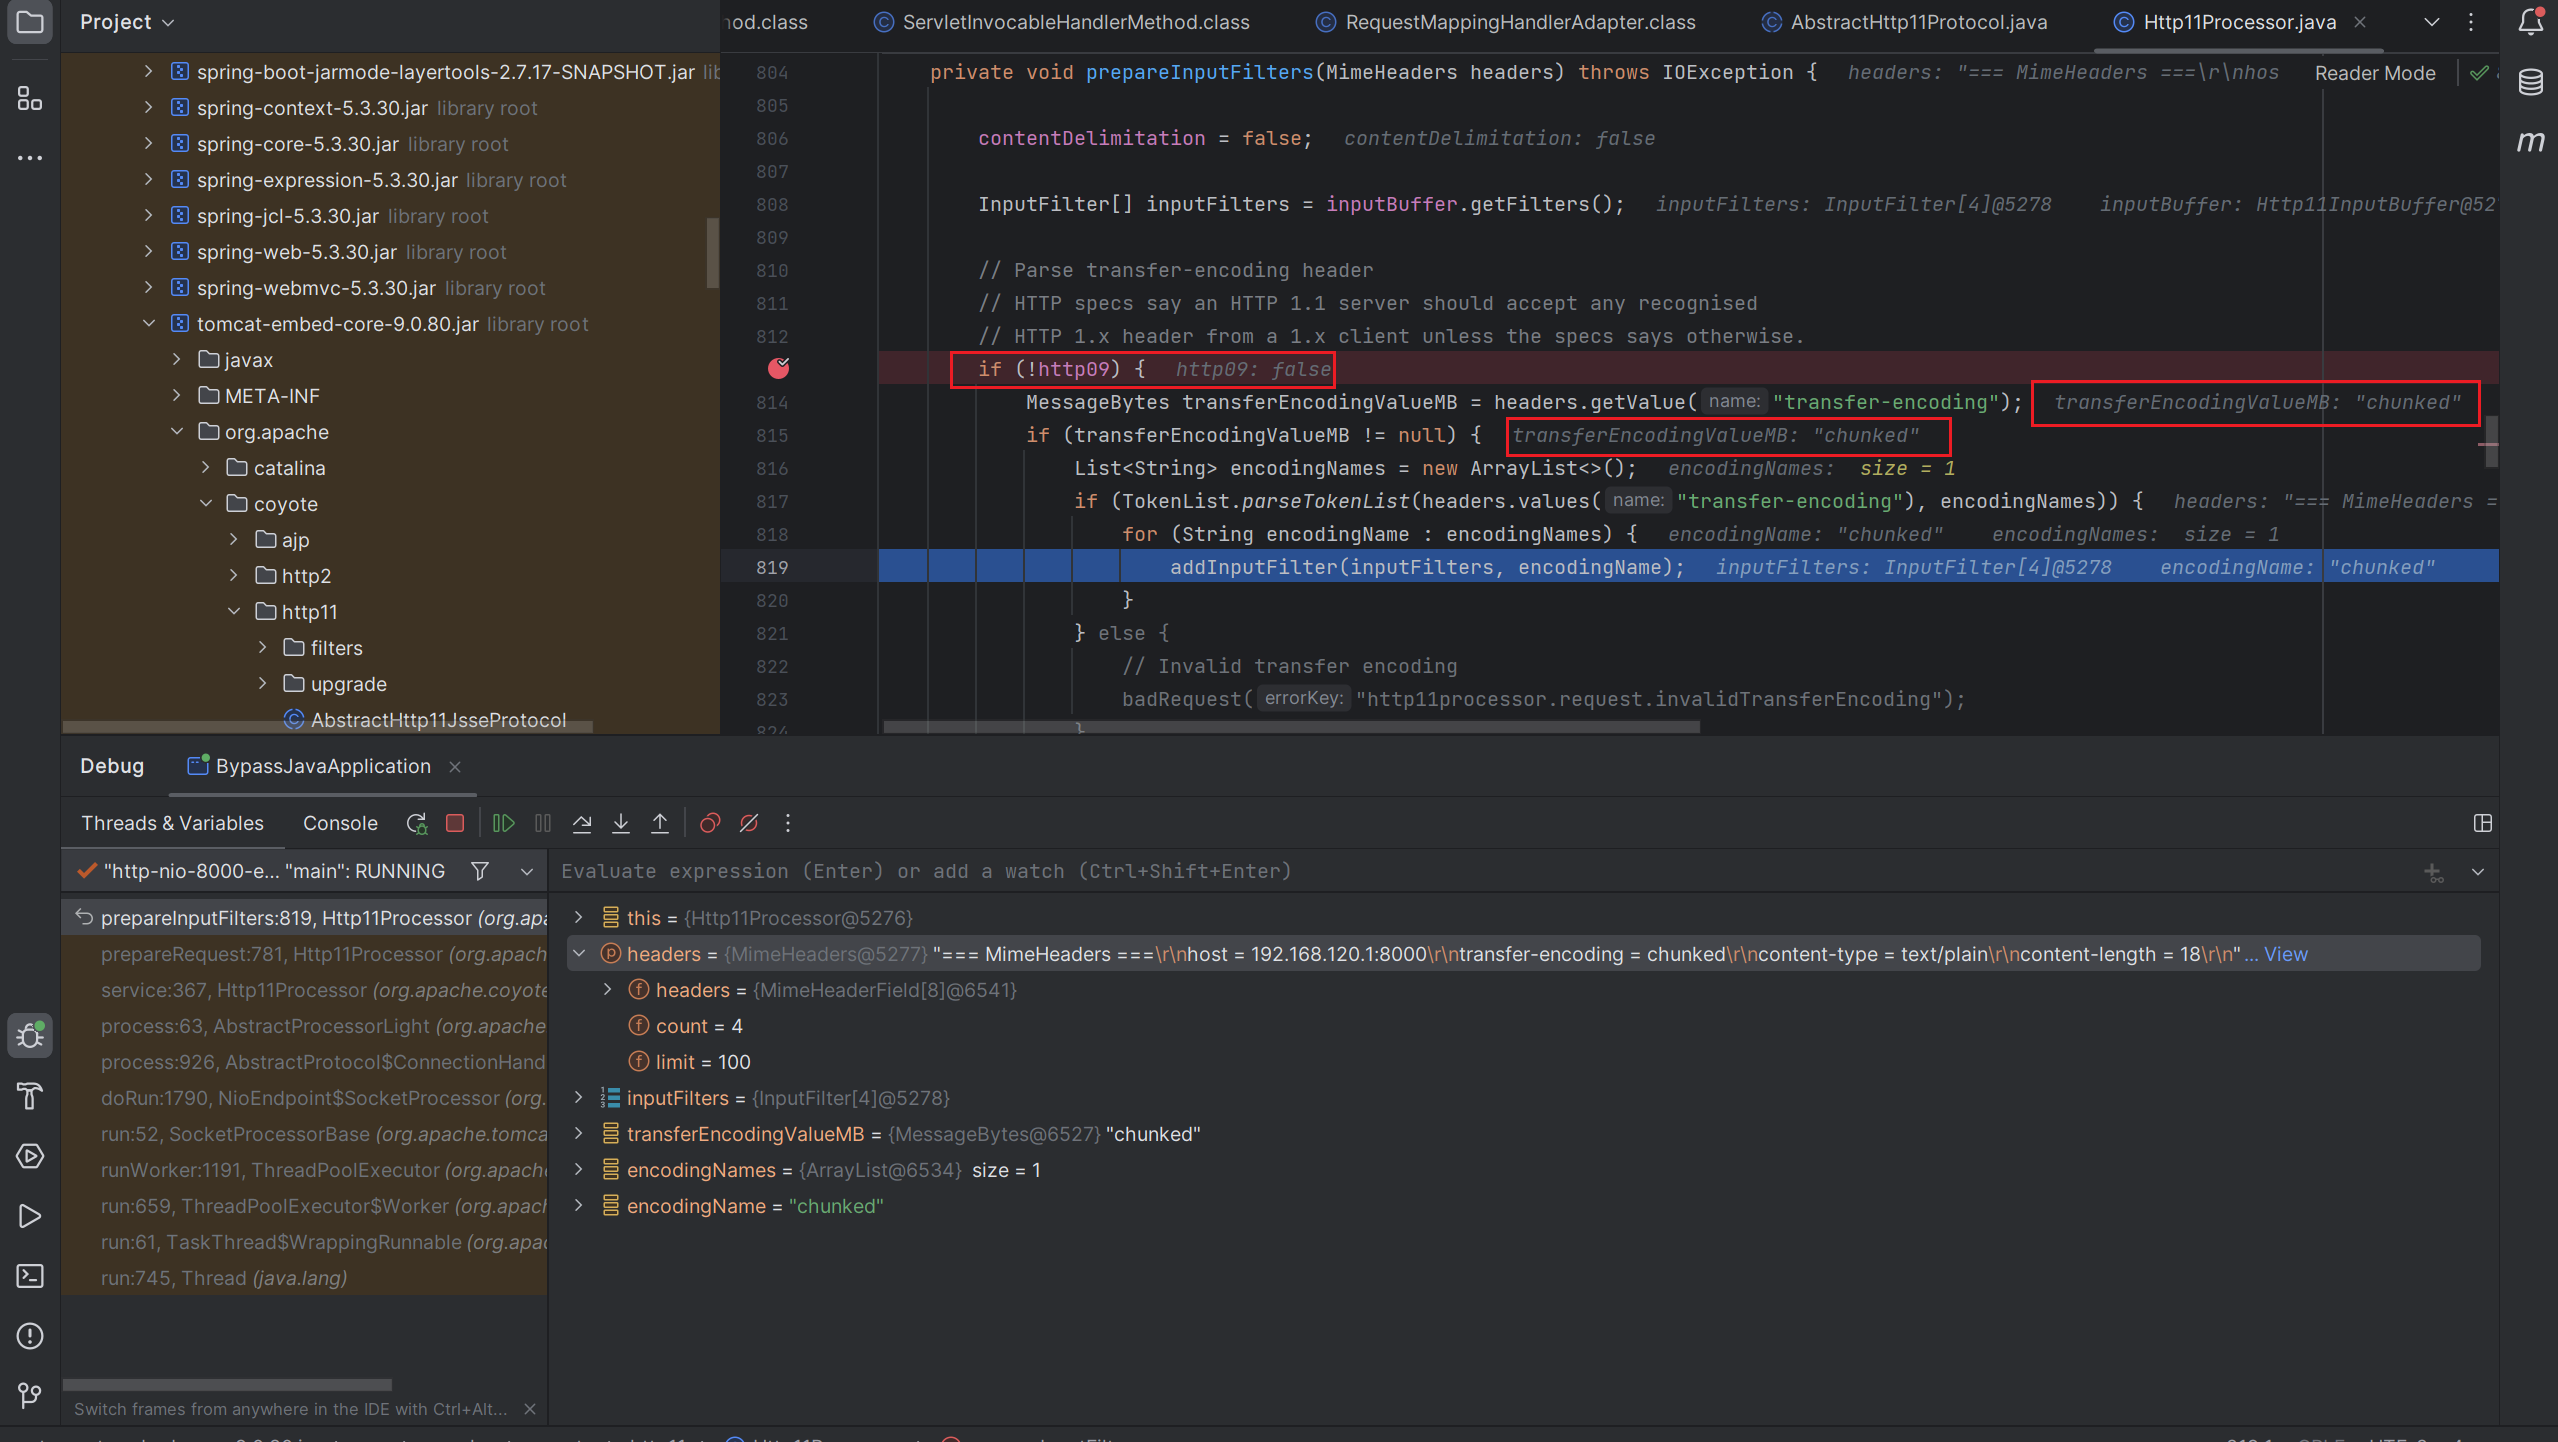 Project
nod.class
ServletInvocableHandlerMethod.class
RequestMappingHandlerAdapter.class
AbstractHttp11Protocol.java
Http11Processor.java
spring-boot-jarmode-layertools-2.7.17-SNAPSHOT.jar
spring-context-5.3.30.jar library root
spring-core-5.3.30.jar library root
spring-expression-5.3.30.jar library root
spring-jcl-5.3.30.jar library root
spring-web-5.3.30.jar library root
spring-webmvc-5.3.30.jar library root
tomcat-embed-core-9.0.80.jar library root
javax
META-INF
org.apache
catalina
coyote
ajp
http2
http11
filters
upgrade
AbstractHttp11JsseProtocol
Reader Mode
804 private void prepareInputFilters(MimeHeaders headers) throws IOException { headers: "=== MimeHeaders ===\r\nhos
805
806 contentDelimitation = false; contentDelimitation: false
807
808 InputFilter[] inputFilters = inputBuffer.getFilters(); inputFilters: InputFilter[4]@5278 inputBuffer: Http11InputBuffer@52
809
810 // Parse transfer-encoding header
811 // HTTP specs say an HTTP 1.1 server should accept any recognised
812 // HTTP 1.x header from a 1.x client unless the specs says otherwise.
if (!http09) { http09: false
814 MessageBytes transferEncodingValueMB = headers.getValue( name: "transfer-encoding"); transferEncodingValueMB: "chunked"
815 if (transferEncodingValueMB != null) { transferEncodingValueMB: "chunked"
816 List<String> encodingNames = new ArrayList<>(); encodingNames: size = 1
817 if (TokenList.parseTokenList(headers.values( name: "transfer-encoding"), encodingNames)) { headers: "=== MimeHeaders =
818 for (String encodingName : encodingNames) { encodingName: "chunked" encodingNames: size = 1
819 addInputFilter(inputFilters, encodingName); inputFilters: InputFilter[4]@5278 encodingName: "chunked"
820 }
821 } else {
822 // Invalid transfer encoding
823 badRequest( errorKey: "http11processor.request.invalidTransferEncoding");
824 }
Debug
BypassJavaApplication
Threads & Variables
Console
"http-nio-8000-e... "main": RUNNING
Evaluate expression (Enter) or add a watch (Ctrl+Shift+Enter)
prepareInputFilters:819, Http11Processor (org.apa
prepareRequest:781, Http11Processor (org.apach
service:367, Http11Processor (org.apache.coyote
process:63, AbstractProcessorLight (org.apache
process:926, AbstractProtocol$ConnectionHand
doRun:1790, NioEndpoint$SocketProcessor (org.
run:52, SocketProcessorBase (org.apache.tomca
runWorker:1191, ThreadPoolExecutor (org.apache
run:659, ThreadPoolExecutor$Worker (org.apach
run:61, TaskThread$WrappingRunnable (org.apac
run:745, Thread (java.lang)
this = {Http11Processor@5276}
headers = {MimeHeaders@5277} "=== MimeHeaders ===\r\nhost = 192.168.120.1:8000\r\ntransfer-encoding = chunked\r\ncontent-type = text/plain\r\ncontent-length = 18\r\n"... View
headers = {MimeHeaderField[8]@6541}
count = 4
limit = 100
inputFilters = {InputFilter[4]@5278}
transferEncodingValueMB = {MessageBytes@6527} "chunked"
encodingNames = {ArrayList@6534} size = 1
encodingName = "chunked"
Switch frames from anywhere in the IDE with Ctrl+Alt...